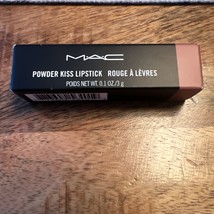 MAC
POWDER KISS LIPSTICK ROUGE À LÈVRES
POIDS NET WT. 0.1 OZ./3 g